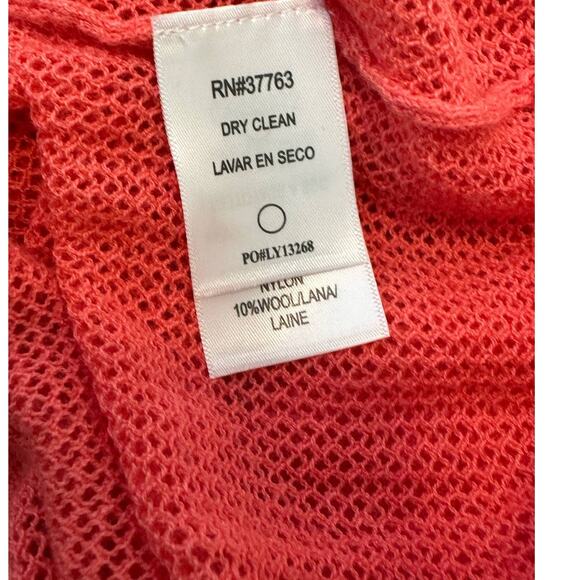 RN#37763
DRY CLEAN
LAVAR EN SECO
PO#LY13268
NYLON
10%WOOL/LANA/
LAINE